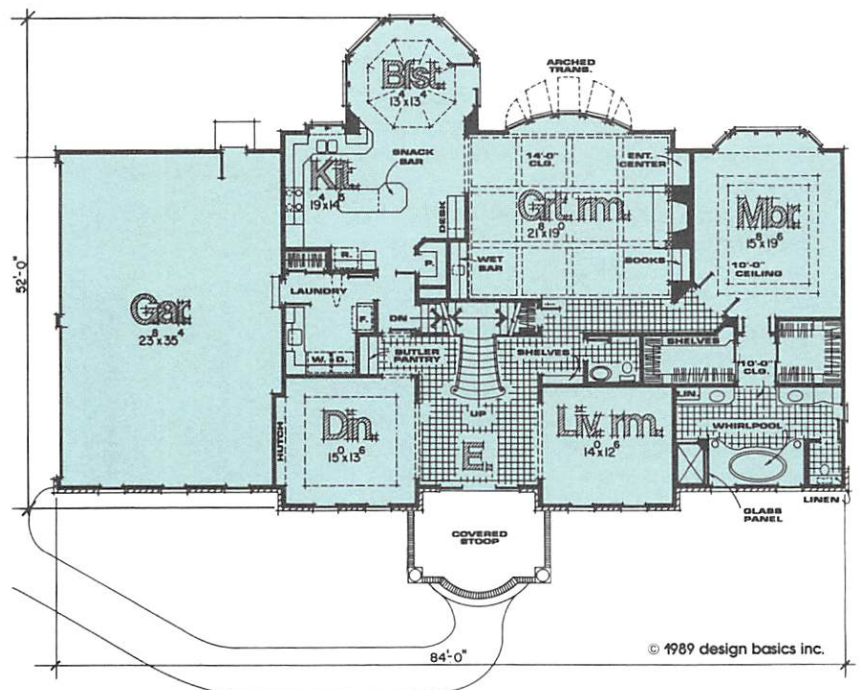 ARCHED
TRANS.
Bfst.
13⁴x13⁴
SNACK
BAR
14'-0"
CLG.
ENT.
CENTER
Kit.
19⁴x14⁸
Grt. rm.
21⁸x19⁰
Mbr.
15⁸x19⁶
DESK
52'-0"
R.
P.
WET
BAR
BOOKS
10'-0"
CEILING
LAUNDRY
Gar.
23⁸x35⁴
F.
DN
W.
D.
BUTLER
PANTRY
SHELVES
SHELVES
10'-0"
CLG.
LIN.
UP
WHIRLPOOL
HUTCH
Din.
15⁰x13⁶
E.
Liv. rm.
14⁰x12⁶
LINEN
GLASS
PANEL
COVERED
STOOP
© 1989 design basics inc.
84'-0"